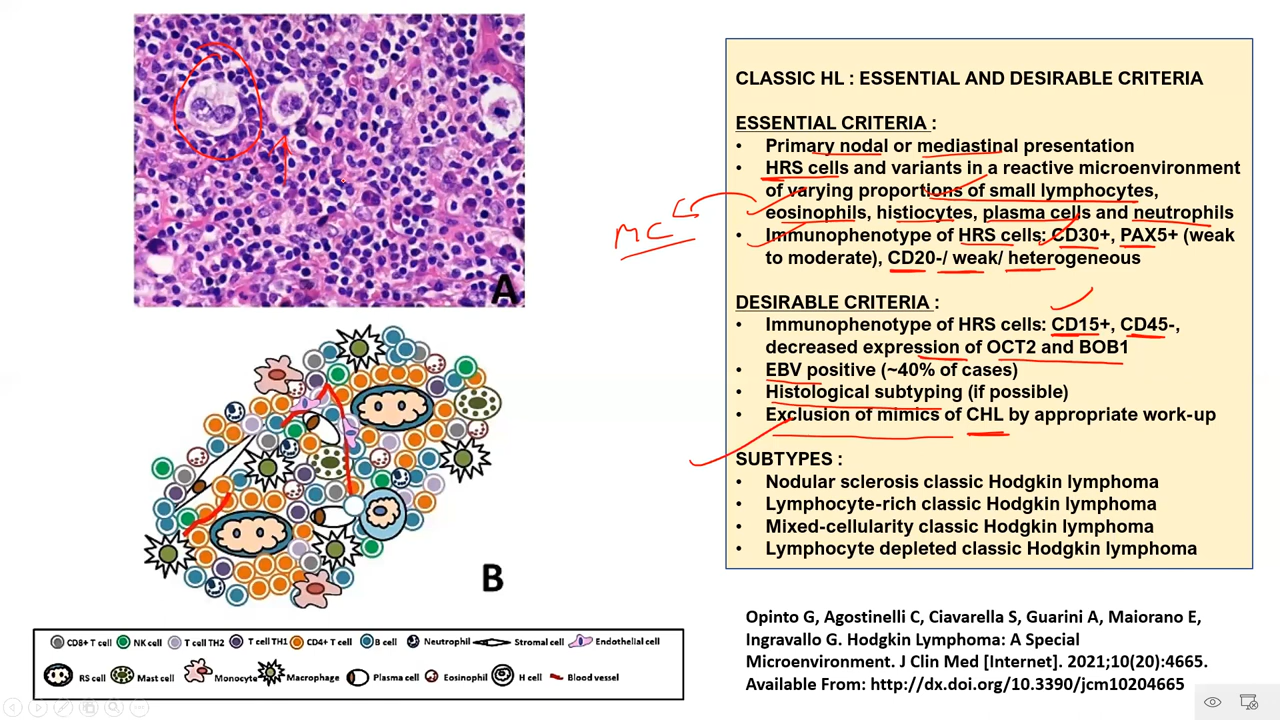 A
B
CD8+ T cell NK cell T cell TH2 T cell TH1 CD4+ T cell B cell Neutrophil Stromal cell Endothelial cell
RS cell Mast cell Monocyte Macrophage Plasma cell Eosinophil H cell Blood vessel
MC
CLASSIC HL : ESSENTIAL AND DESIRABLE CRITERIA
ESSENTIAL CRITERIA :
• Primary nodal or mediastinal presentation
• HRS cells and variants in a reactive microenvironment
of varying proportions of small lymphocytes,
eosinophils, histiocytes, plasma cells and neutrophils
• Immunophenotype of HRS cells: CD30+, PAX5+ (weak
to moderate), CD20-/ weak/ heterogeneous
DESIRABLE CRITERIA :
• Immunophenotype of HRS cells: CD15+, CD45-,
decreased expression of OCT2 and BOB1
• EBV positive (~40% of cases)
• Histological subtyping (if possible)
• Exclusion of mimics of CHL by appropriate work-up
SUBTYPES :
• Nodular sclerosis classic Hodgkin lymphoma
• Lymphocyte-rich classic Hodgkin lymphoma
• Mixed-cellularity classic Hodgkin lymphoma
• Lymphocyte depleted classic Hodgkin lymphoma
Opinto G, Agostinelli C, Ciavarella S, Guarini A, Maiorano E,
Ingravallo G. Hodgkin Lymphoma: A Special
Microenvironment. J Clin Med [Internet]. 2021;10(20):4665.
Available From: http://dx.doi.org/10.3390/jcm10204665